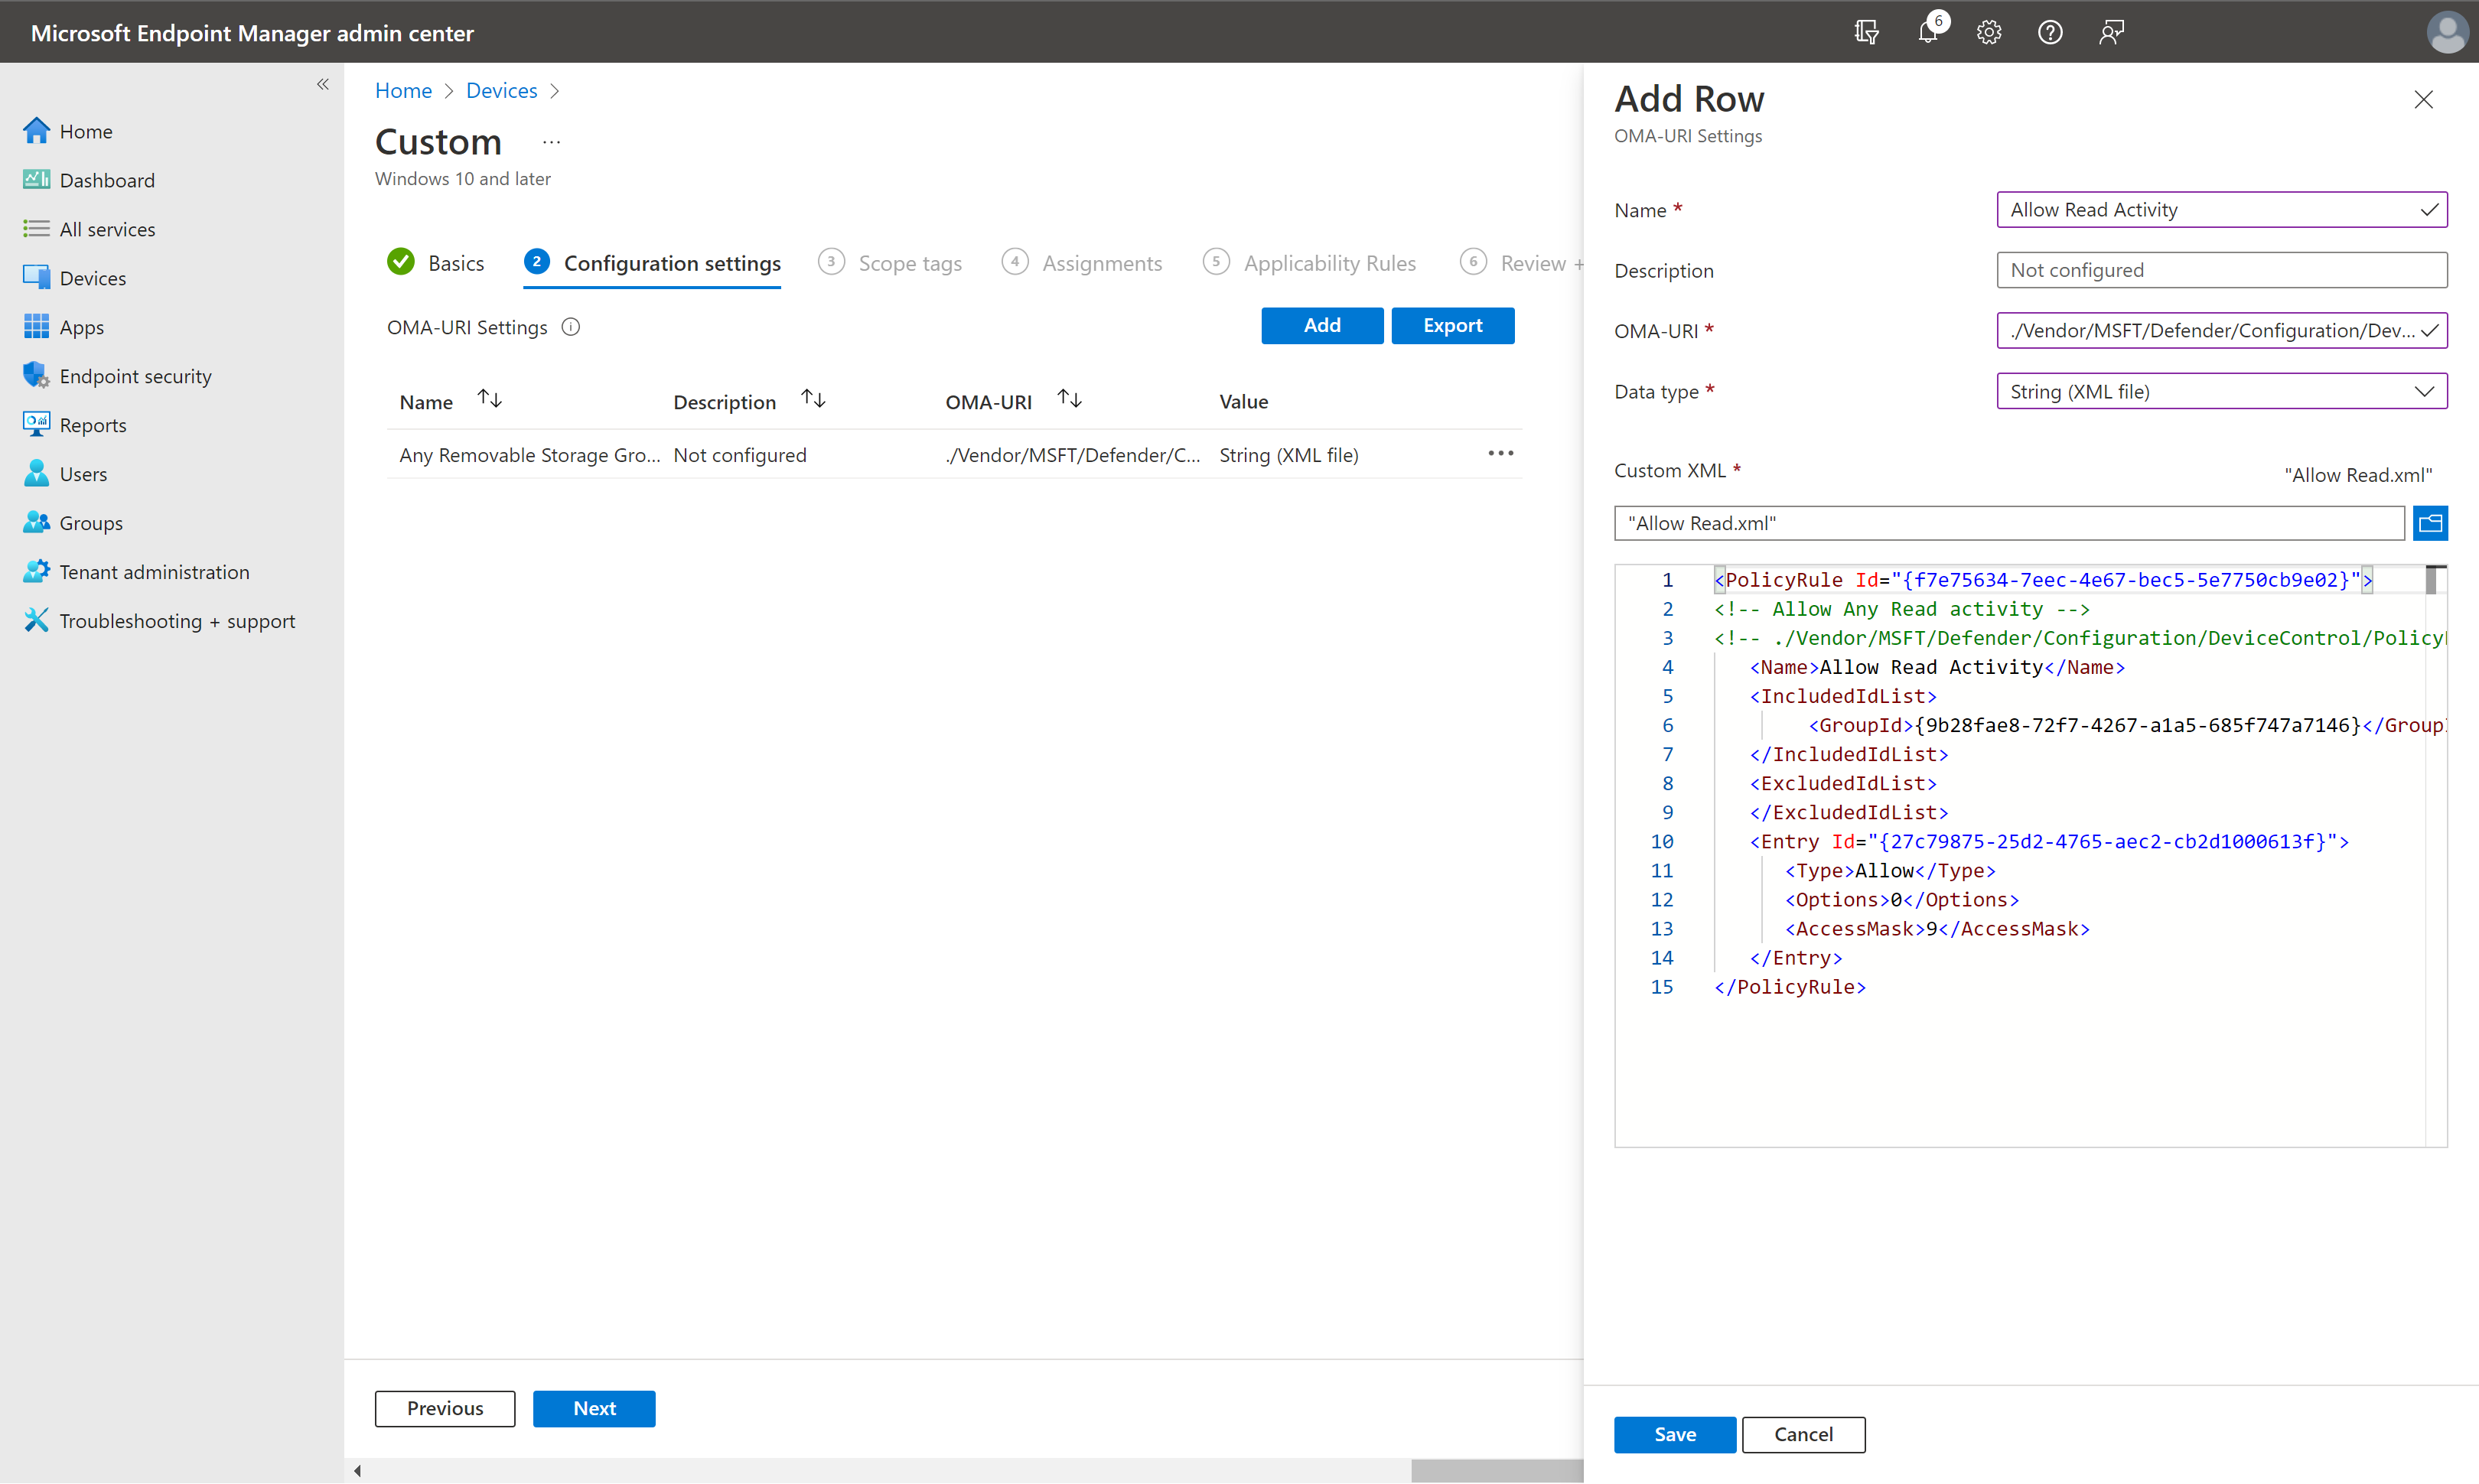 Microsoft Endpoint Manager admin center
6
Home
Dashboard
All services
Devices
Apps
Endpoint security
Reports
Users
Groups
Tenant administration
Troubleshooting + support
Home > Devices >
Custom ...
Windows 10 and later
Basics
2 Configuration settings
3 Scope tags
4 Assignments
5 Applicability Rules
6 Review +
OMA-URI Settings
Add
Export
Name Description OMA-URI Value
Any Removable Storage Gro... Not configured ./Vendor/MSFT/Defender/C... String (XML file) ...
Previous
Next
Add Row
OMA-URI Settings
Name * Allow Read Activity
Description Not configured
OMA-URI * ./Vendor/MSFT/Defender/Configuration/Dev...
Data type * String (XML file)
Custom XML * "Allow Read.xml"
"Allow Read.xml"
1 <PolicyRule Id="{f7e75634-7eec-4e67-bec5-5e7750cb9e02}">
2 <!-- Allow Any Read activity -->
3 <!-- ./Vendor/MSFT/Defender/Configuration/DeviceControl/Policy
4 <Name>Allow Read Activity</Name>
5 <IncludedIdList>
6 <GroupId>{9b28fae8-72f7-4267-a1a5-685f747a7146}</Group
7 </IncludedIdList>
8 <ExcludedIdList>
9 </ExcludedIdList>
10 <Entry Id="{27c79875-25d2-4765-aec2-cb2d1000613f}">
11 <Type>Allow</Type>
12 <Options>0</Options>
13 <AccessMask>9</AccessMask>
14 </Entry>
15 </PolicyRule>
Save
Cancel